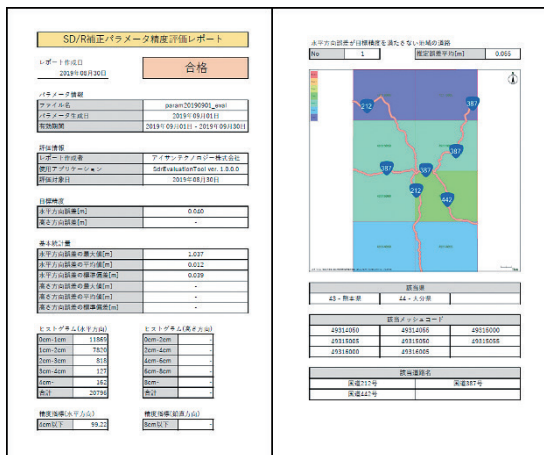 SD/R補正パラメータ精度評価レポート
レポート作成日
2019年08月30日
合格
パラメータ情報
ファイル名 param20190901_eval
パラメータ生成日 2019年09月01日
有効期間 2019年09月01日 - 2019年09月30日
評価情報
レポート作成者 アイサンテクノロジー株式会社
使用アプリケーション SdrEvaluationTool ver. 1.0.0.0
評価対象日 2019年08月30日
目標精度
水平方向誤差[m] 0.040
高さ方向誤差[m] -
基本統計量
水平方向誤差の最大値[m] 1.037
水平方向誤差の平均値[m] 0.012
水平方向誤差の標準偏差[m] 0.039
高さ方向誤差の最大値[m] -
高さ方向誤差の平均値[m] -
高さ方向誤差の標準偏差[m] -
ヒストグラム(水平方向) ヒストグラム(高さ方向)
0cm-1cm 11869 0cm-2cm -
1cm-2cm 7820 2cm-4cm -
2cm-3cm 818 4cm-6cm -
3cm-4cm 127 6cm-8cm -
4cm- 162 8cm- -
合計 20796 合計 -
精度指標(水平方向) 精度指標(鉛直方向)
4cm以下 99.22 8cm以下 -
水平方向誤差が目標精度を満たさない地域の道路
No 1 推定誤差平均[m] 0.055
212
387
387
387
387
212
442
該当県
43 - 熊本県 44 - 大分県
該当メッシュコード
49314050 49314055 49315000
49315005 49315050 49315055
49316000 49316005
該当道路名
国道212号 国道387号
国道442号